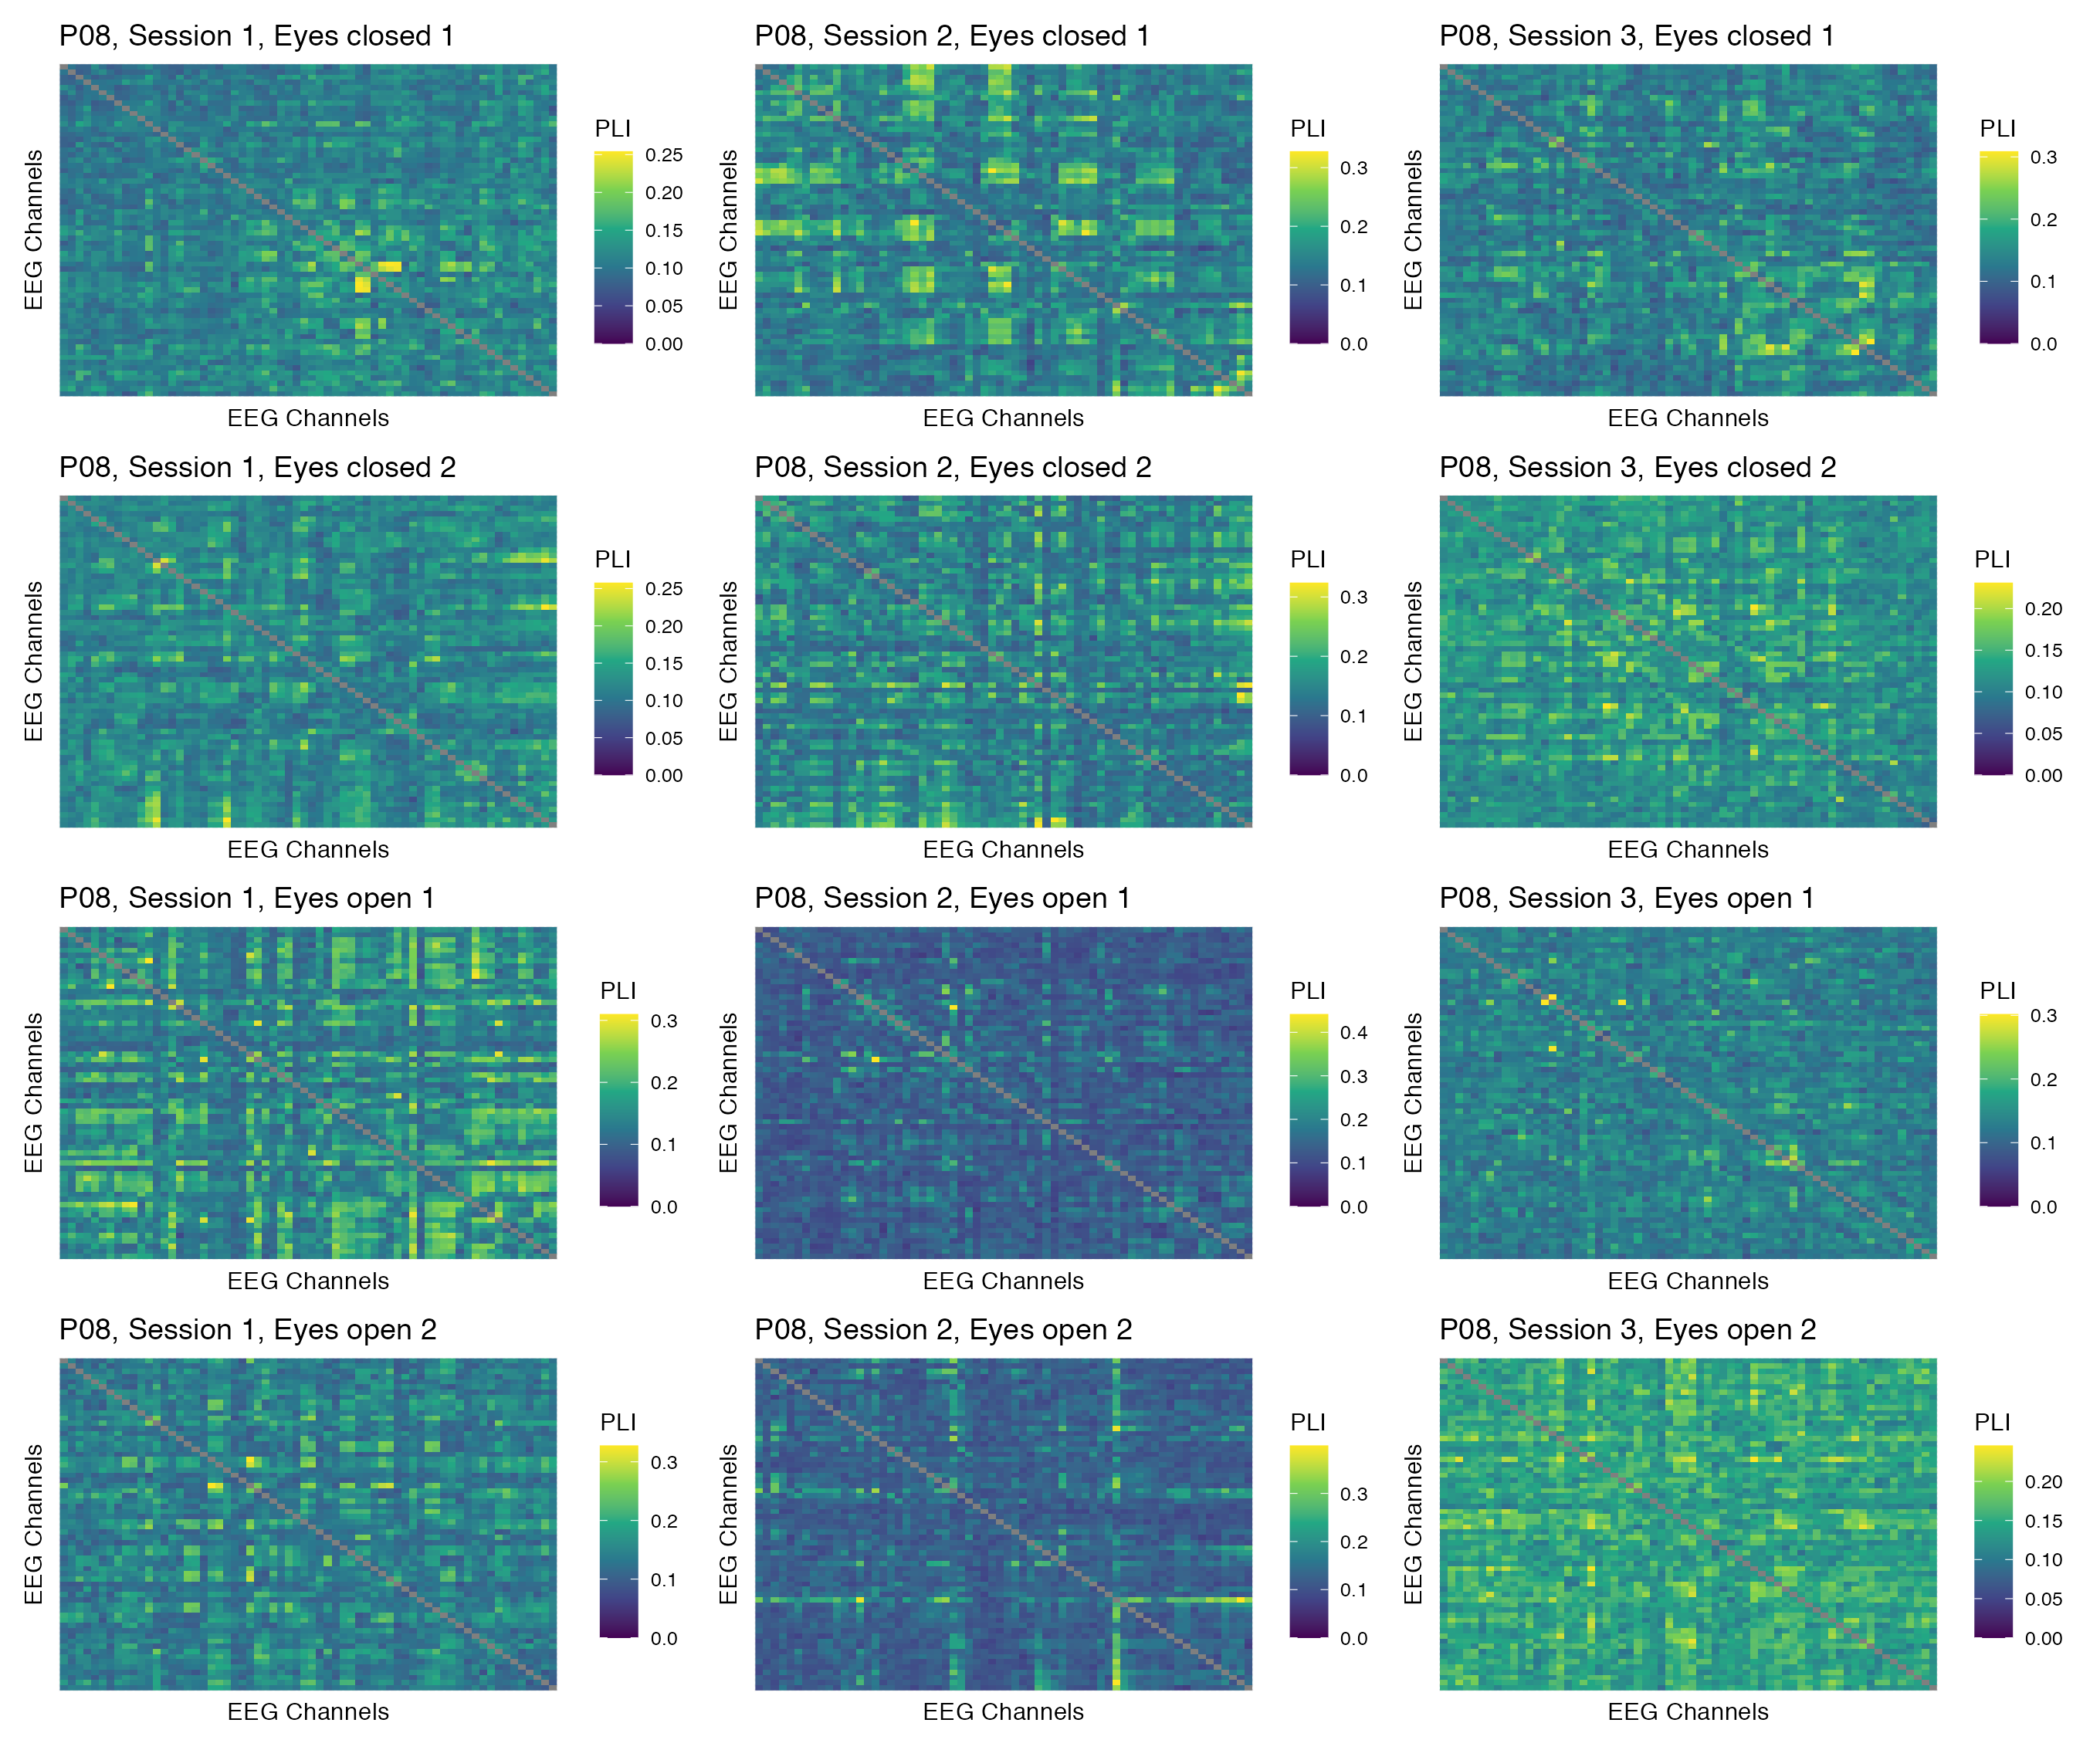 P08, Session 1, Eyes closed 1
EEG Channels
EEG Channels
PLI
0.25
0.20
0.15
0.10
0.05
0.00
P08, Session 2, Eyes closed 1
EEG Channels
EEG Channels
PLI
0.3
0.2
0.1
0.0
P08, Session 3, Eyes closed 1
EEG Channels
EEG Channels
PLI
0.3
0.2
0.1
0.0
P08, Session 1, Eyes closed 2
EEG Channels
EEG Channels
PLI
0.25
0.20
0.15
0.10
0.05
0.00
P08, Session 2, Eyes closed 2
EEG Channels
EEG Channels
PLI
0.3
0.2
0.1
0.0
P08, Session 3, Eyes closed 2
EEG Channels
EEG Channels
PLI
0.20
0.15
0.10
0.05
0.00
P08, Session 1, Eyes open 1
EEG Channels
EEG Channels
PLI
0.3
0.2
0.1
0.0
P08, Session 2, Eyes open 1
EEG Channels
EEG Channels
PLI
0.4
0.3
0.2
0.1
0.0
P08, Session 3, Eyes open 1
EEG Channels
EEG Channels
PLI
0.3
0.2
0.1
0.0
P08, Session 1, Eyes open 2
EEG Channels
EEG Channels
PLI
0.3
0.2
0.1
0.0
P08, Session 2, Eyes open 2
EEG Channels
EEG Channels
PLI
0.3
0.2
0.1
0.0
P08, Session 3, Eyes open 2
EEG Channels
EEG Channels
PLI
0.20
0.15
0.10
0.05
0.00